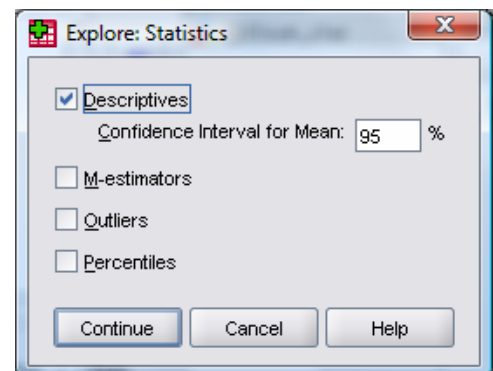 Explore: Statistics
Descriptives
Confidence Interval for Mean: 95 %
M-estimators
Outliers
Percentiles
Continue Cancel Help